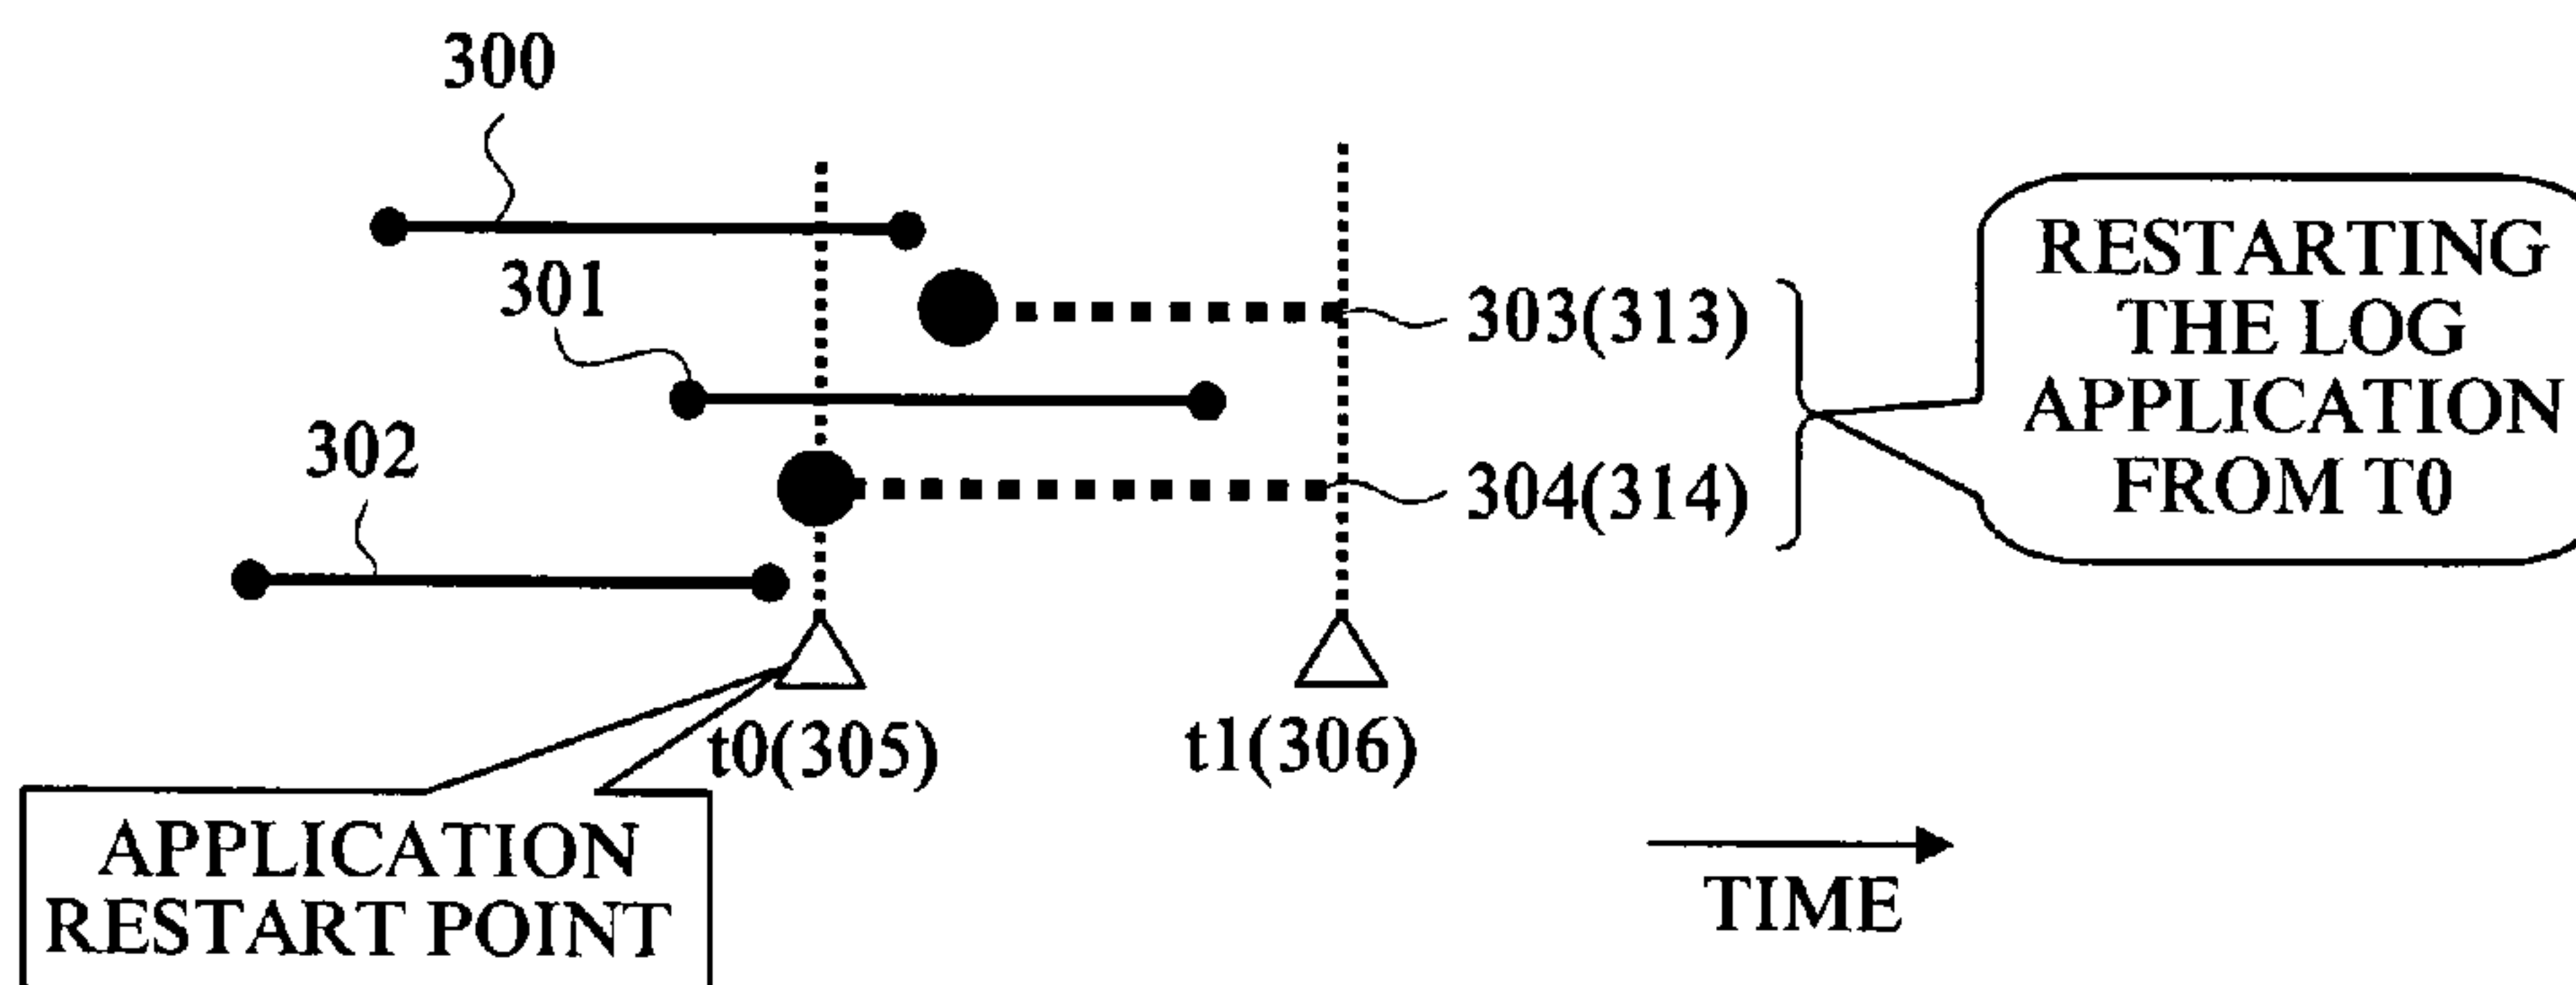 300
301
302
303(313)
304(314)
RESTARTING
THE LOG
APPLICATION
FROM T0
t0(305)
t1(306)
APPLICATION
RESTART POINT
TIME